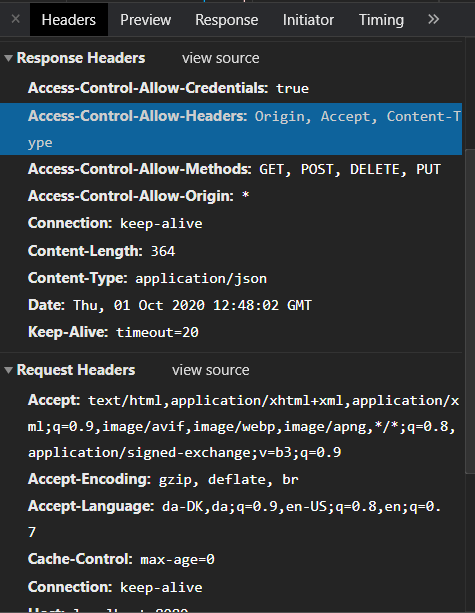 × Headers Preview Response Initiator Timing »
▼Response Headers view source
Access-Control-Allow-Credentials: true
Access-Control-Allow-Headers: Origin, Accept, Content-T
ype
Access-Control-Allow-Methods: GET, POST, DELETE, PUT
Access-Control-Allow-Origin: *
Connection: keep-alive
Content-Length: 364
Content-Type: application/json
Date: Thu, 01 Oct 2020 12:48:02 GMT
Keep-Alive: timeout=20
▼Request Headers view source
Accept: text/html,application/xhtml+xml,application/x
ml;q=0.9,image/avif,image/webp,image/apng,*/*;q=0.8,
application/signed-exchange;v=b3;q=0.9
Accept-Encoding: gzip, deflate, br
Accept-Language: da-DK,da;q=0.9,en-US;q=0.8,en;q=0.
7
Cache-Control: max-age=0
Connection: keep-alive
Host: localhost:8080